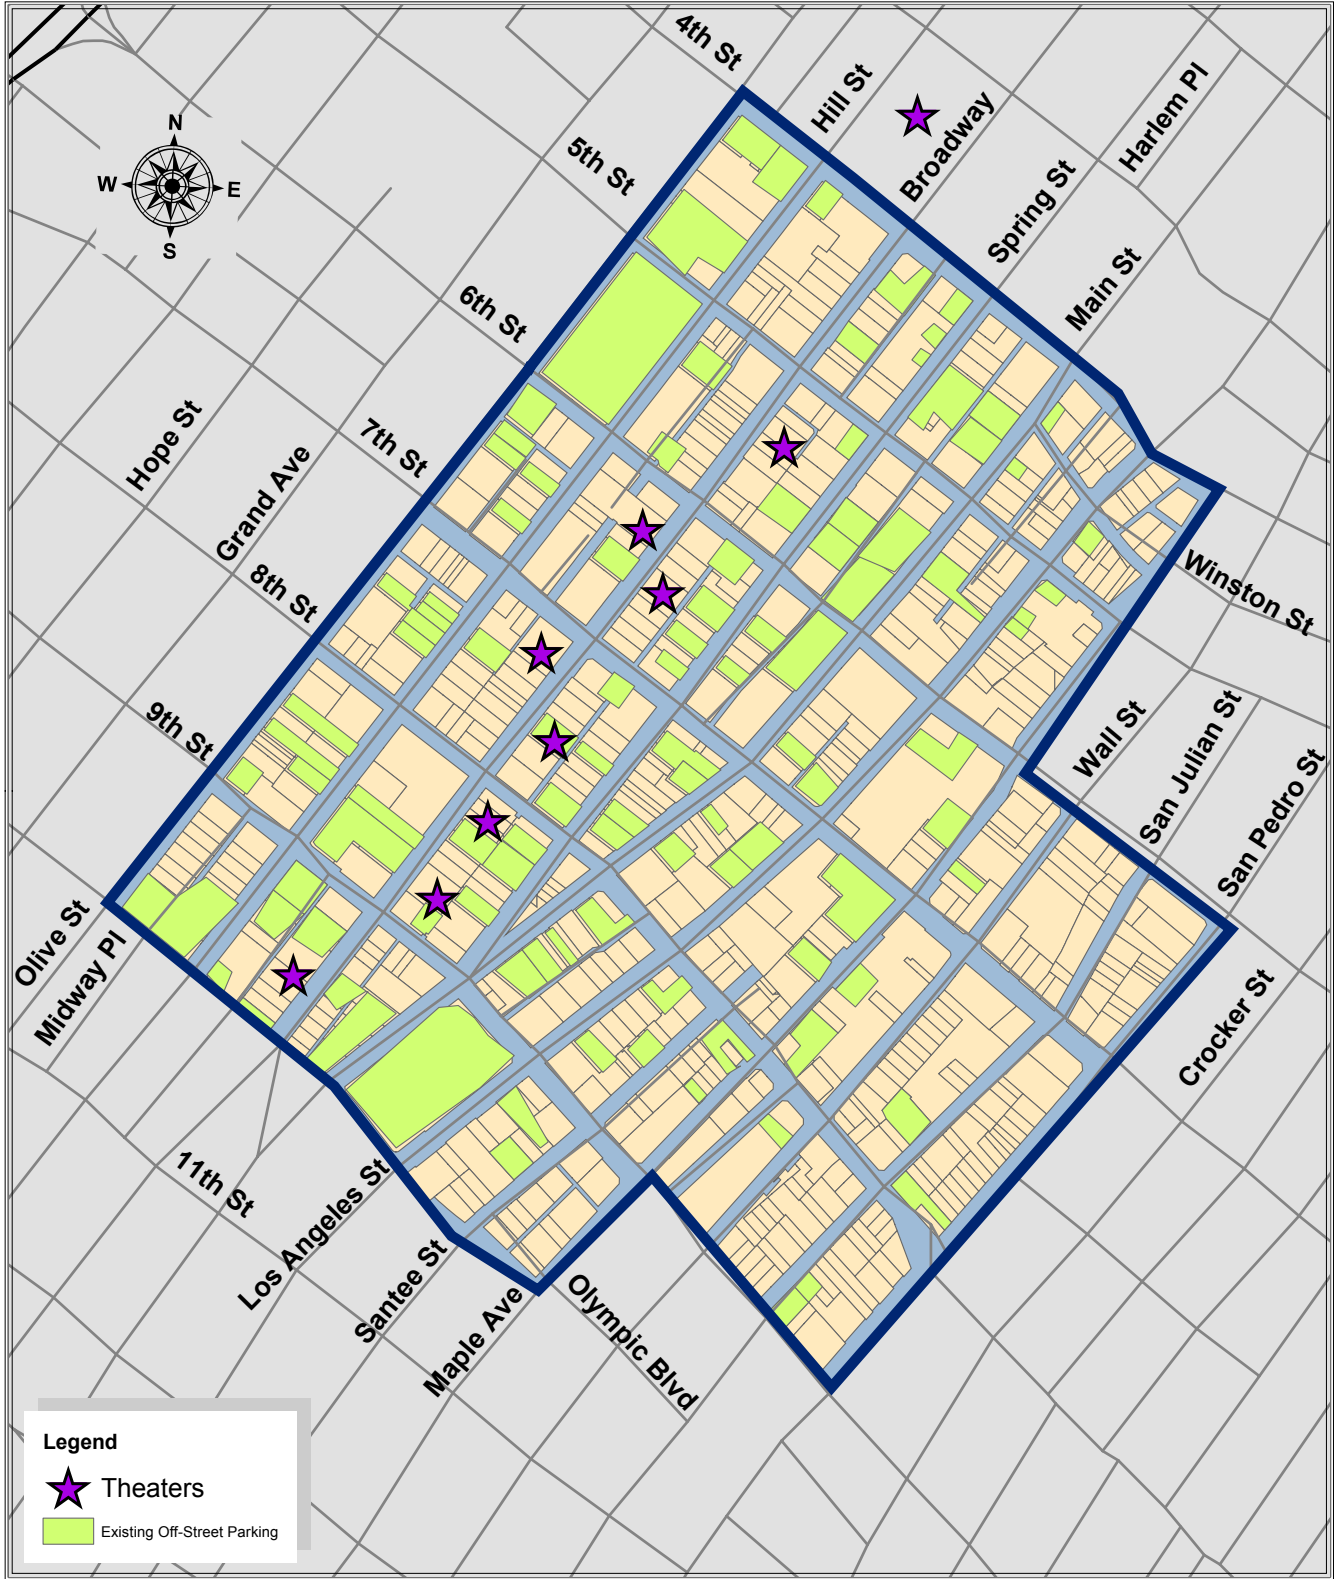 4th St
Hill St
Broadway
Harlem Pl
Spring St
Main St
5th St
N
W
E
S
6th St
7th St
Hope St
Grand Ave
8th St
9th St
Winston St
Wall St
San Julian St
San Pedro St
Olive St
Midway Pl
Crocker St
11th St
Los Angeles St
Santee St
Maple Ave
Olympic Blvd
Legend
Theaters
Existing Off-Street Parking